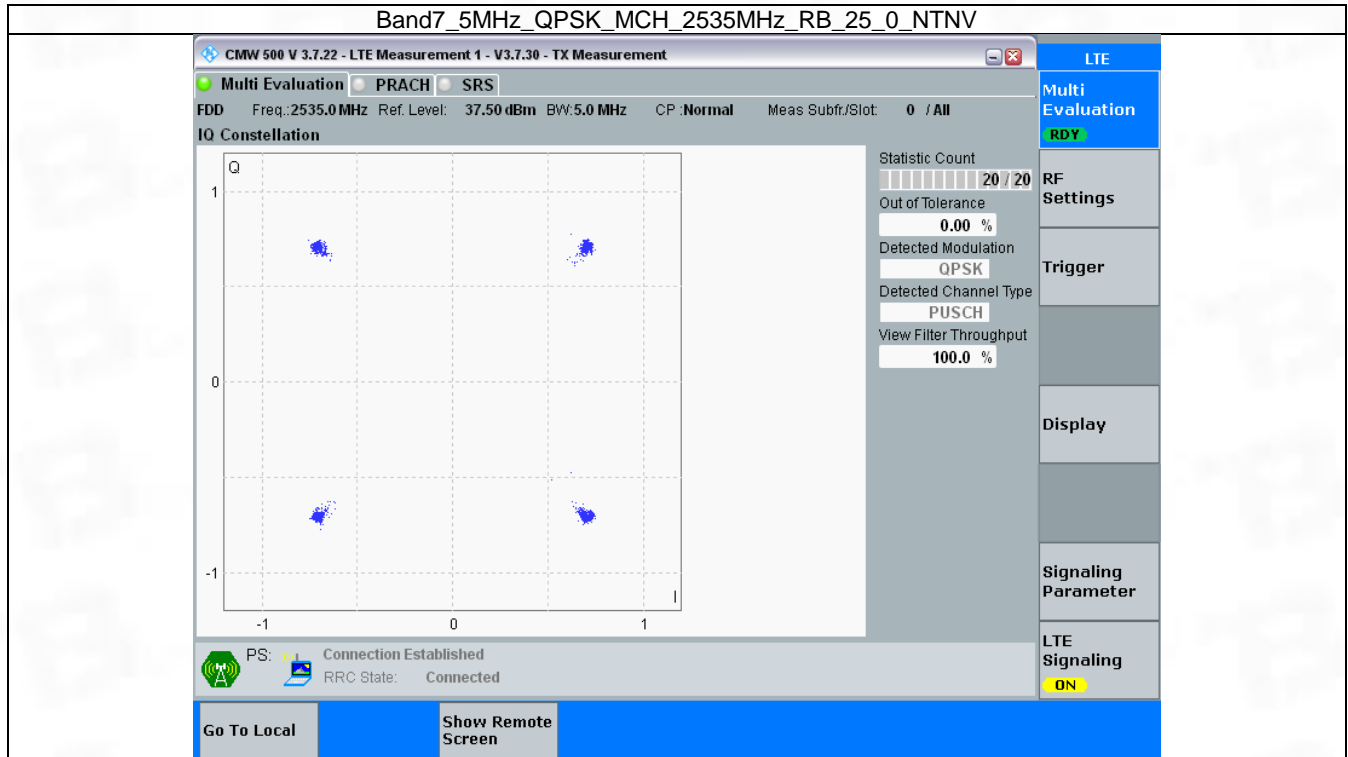 Band7_5MHz_QPSK_MCH_2535MHz_RB_25_0_NTNV
CMW 500 V 3.7.22 - LTE Measurement 1 - V3.7.30 - TX Measurement
LTE
Multi Evaluation PRACH SRS
FDD Freq.:2535.0 MHz Ref. Level: 37.50 dBm BW:5.0 MHz CP :Normal Meas Subfr./Slot: 0 / All
IQ Constellation
Q
1
0
-1
I
-1 0 1
Statistic Count
20 / 20
Out of Tolerance
0.00 %
Detected Modulation
QPSK
Detected Channel Type
PUSCH
View Filter Throughput
100.0 %
Multi
Evaluation
RDY
RF
Settings
Trigger
Display
Signaling
Parameter
LTE
Signaling
ON
PS: Connection Established
RRC State: Connected
Go To Local
Show Remote
Screen